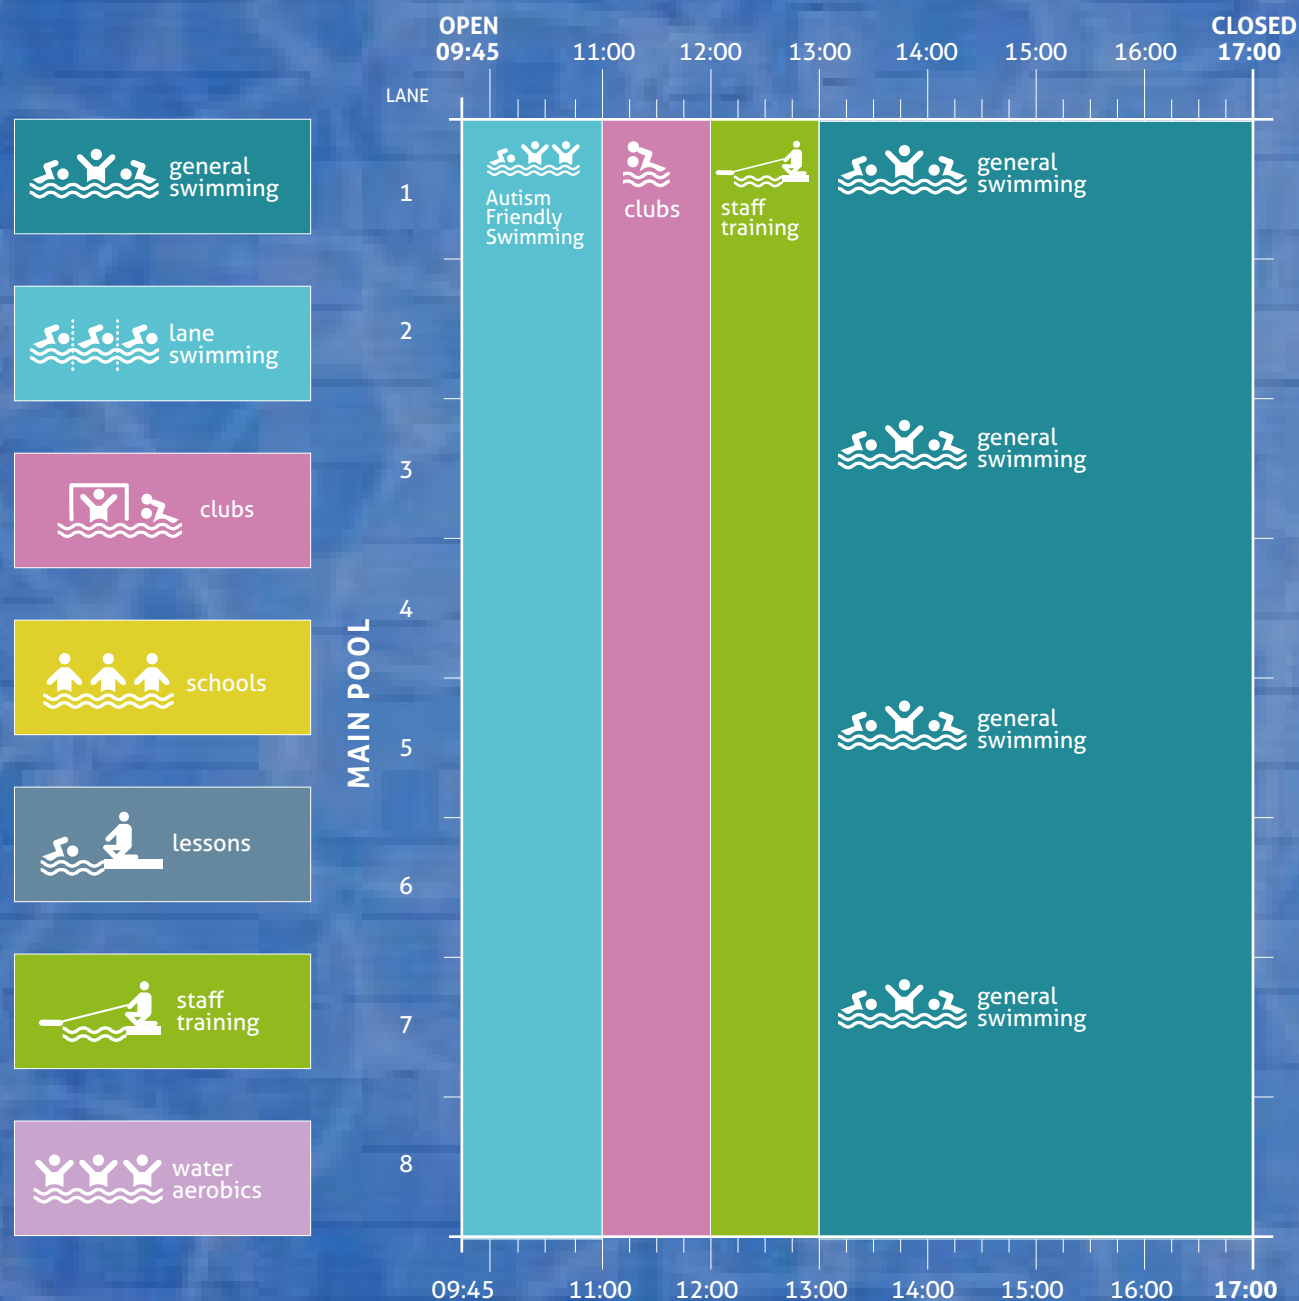 OPEN
CLOSED
09:45 11:00 12:00 13:00 14:00 15:00 16:00 17:00
LANE
general
swimming
lane
swimming
clubs
schools
lessons
staff
training
water
aerobics
MAIN POOL
1
2
3
4
5
6
7
8
Autism
Friendly
Swimming
clubs
staff
training
general
swimming
general
swimming
general
swimming
general
swimming
09:45 11:00 12:00 13:00 14:00 15:00 16:00 17:00